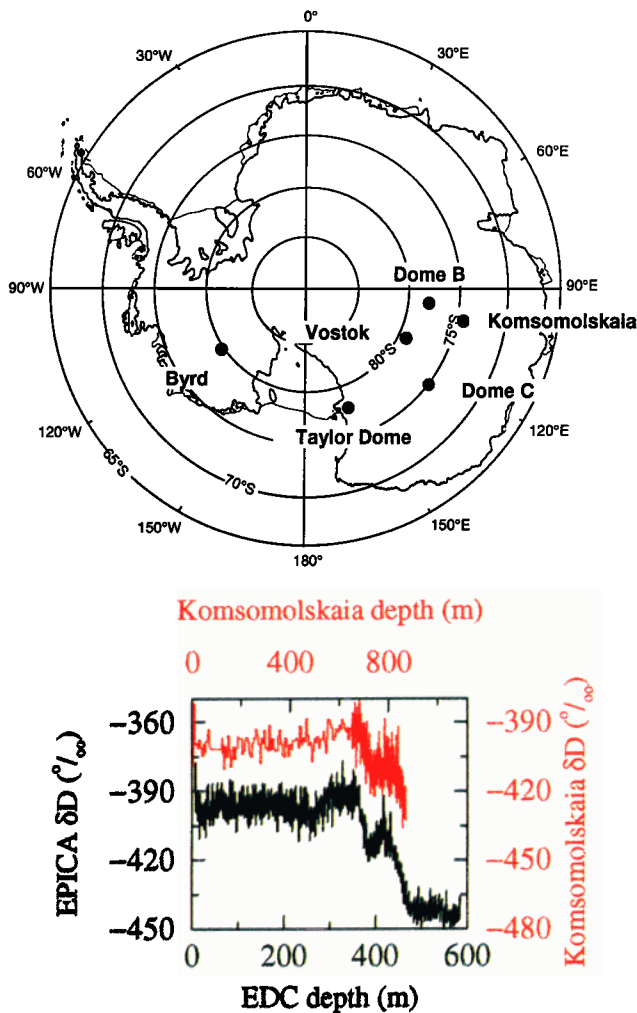 0°
30°W
30°E
60°W
60°E
90°W
90°E
Dome B
Vostok
Komsomolskaia
80°S
75°S
Byrd
Dome C
Taylor Dome
120°W
120°E
65°S
70°S
150°W
150°E
180°
Komsomolskaia depth (m)
0 400 800
−360
−390
−420
−450
EPICA δD (°/∞)
−390
−420
−450
−480
Komsomolskaia δD (°/∞)
0 200 400 600
EDC depth (m)